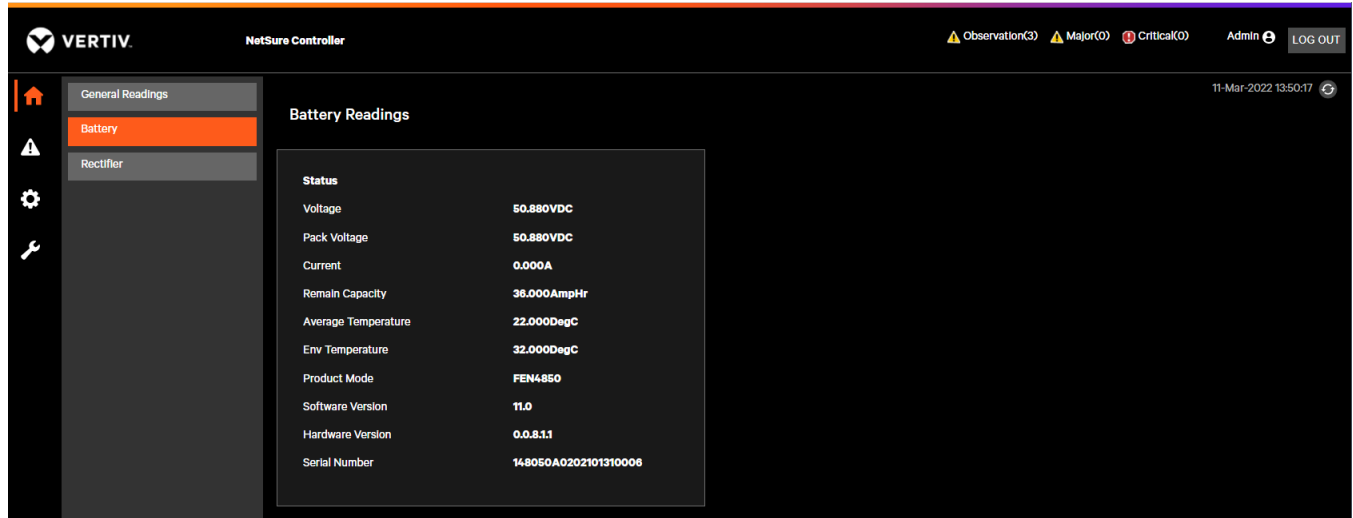 VERTIV. NetSure Controller Observation(3) Major(0) Critical(0) Admin LOG OUT
11-Mar-2022 13:50:17
General Readings
Battery
Rectifier
Battery Readings
Status
Voltage 50.880VDC
Pack Voltage 50.880VDC
Current 0.000A
Remain Capacity 36.000AmpHr
Average Temperature 22.000DegC
Env Temperature 32.000DegC
Product Mode FEN4850
Software Version 11.0
Hardware Version 0.0.8.1.1
Serial Number 148050A0202101310006